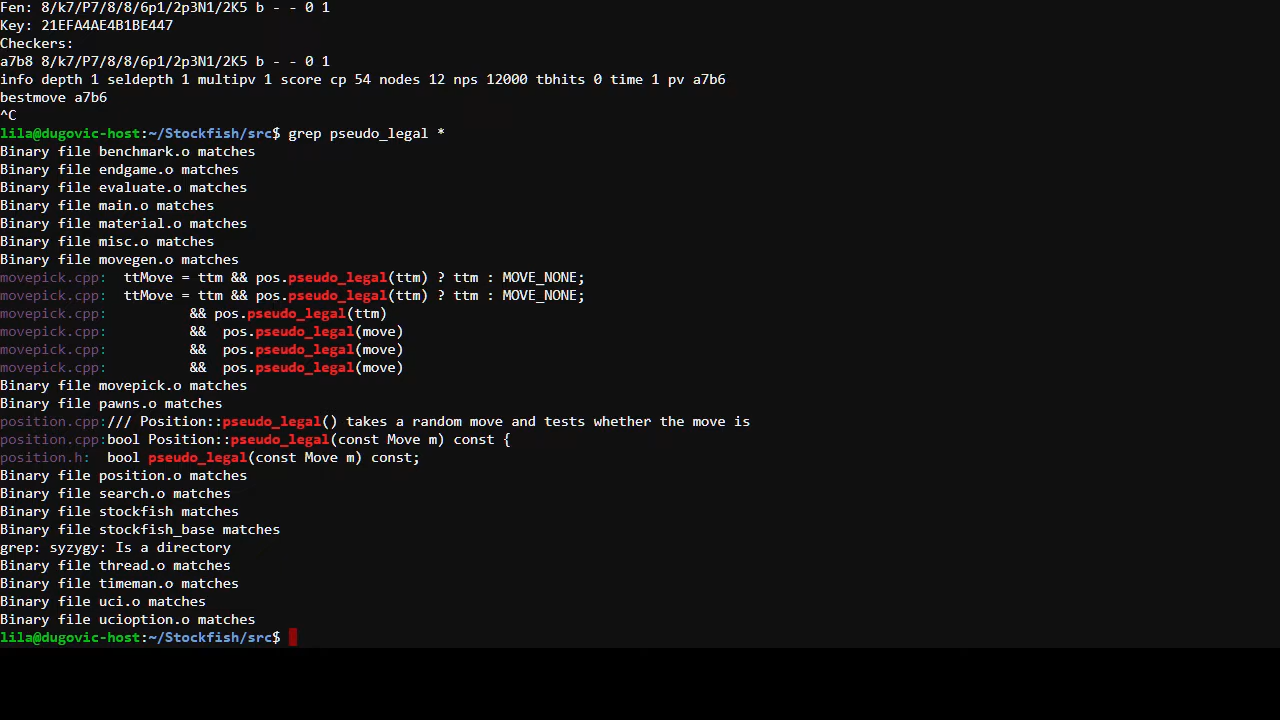 Fen: 8/k7/P7/8/8/6p1/2p3N1/2K5 b - - 0 1
Key: 21EFA4AE4B1BE447
Checkers:
a7b8 8/k7/P7/8/8/6p1/2p3N1/2K5 b - - 0 1
info depth 1 seldepth 1 multipv 1 score cp 54 nodes 12 nps 12000 tbhits 0 time 1 pv a7b6
bestmove a7b6
^C
lila@dugovic-host:~/Stockfish/src$ grep pseudo_legal *
Binary file benchmark.o matches
Binary file endgame.o matches
Binary file evaluate.o matches
Binary file main.o matches
Binary file material.o matches
Binary file misc.o matches
Binary file movegen.o matches
movepick.cpp:  ttMove = ttm && pos.pseudo_legal(ttm) ? ttm : MOVE_NONE;
movepick.cpp:  ttMove = ttm && pos.pseudo_legal(ttm) ? ttm : MOVE_NONE;
movepick.cpp:          && pos.pseudo_legal(ttm)
movepick.cpp:          &&  pos.pseudo_legal(move)
movepick.cpp:          &&  pos.pseudo_legal(move)
movepick.cpp:          &&  pos.pseudo_legal(move)
Binary file movepick.o matches
Binary file pawns.o matches
position.cpp:/// Position::pseudo_legal() takes a random move and tests whether the move is
position.cpp:bool Position::pseudo_legal(const Move m) const {
position.h:  bool pseudo_legal(const Move m) const;
Binary file position.o matches
Binary file search.o matches
Binary file stockfish matches
Binary file stockfish_base matches
grep: syzygy: Is a directory
Binary file thread.o matches
Binary file timeman.o matches
Binary file uci.o matches
Binary file ucioption.o matches
lila@dugovic-host:~/Stockfish/src$